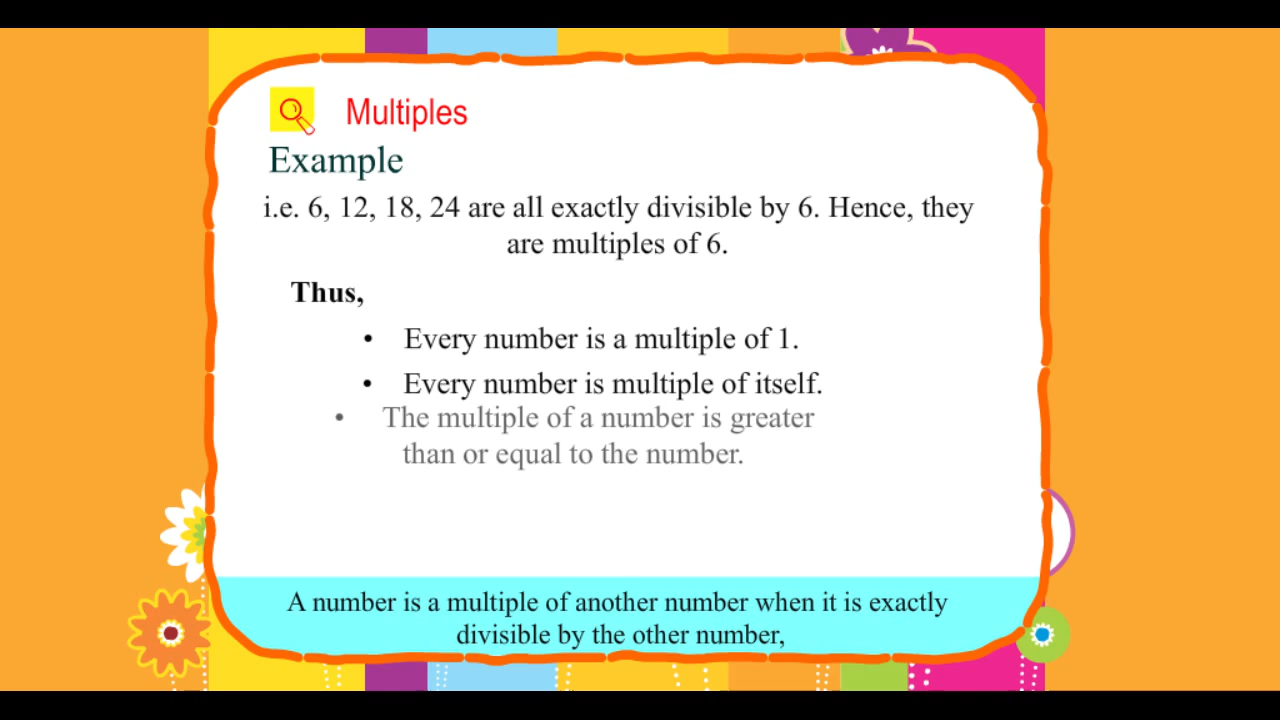 Multiples
Example
i.e. 6, 12, 18, 24 are all exactly divisible by 6. Hence, they
are multiples of 6.
Thus,
• Every number is a multiple of 1.
• Every number is multiple of itself.
• The multiple of a number is greater
than or equal to the number.
A number is a multiple of another number when it is exactly
divisible by the other number,